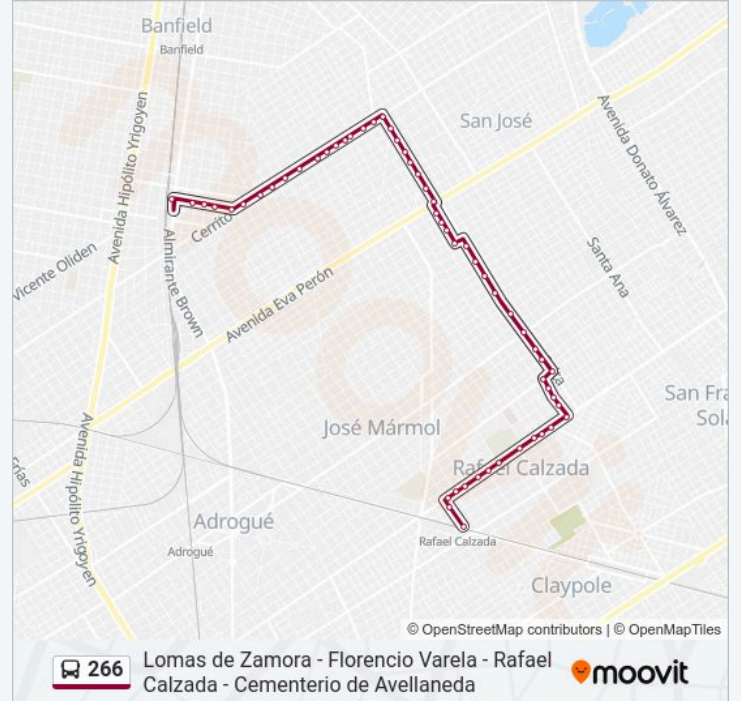 Banfield
Banfield
San José
Avenida Donato Álvarez
Avenida Hipólito Yrigoyen
Cerrito
Vicente Oliden
Almirante Brown
Santa Ana
Avenida Eva Perón
San Fra
Sola
José Mármol
Avenida Hipólito Yrigoyen
Frías
Rafael Calzada
Adrogué
Adrogué
Rafael Calzada
Claypole
© OpenStreetMap contributors | © OpenMapTiles
266
Lomas de Zamora - Florencio Varela - Rafael
Calzada - Cementerio de Avellaneda
moovit